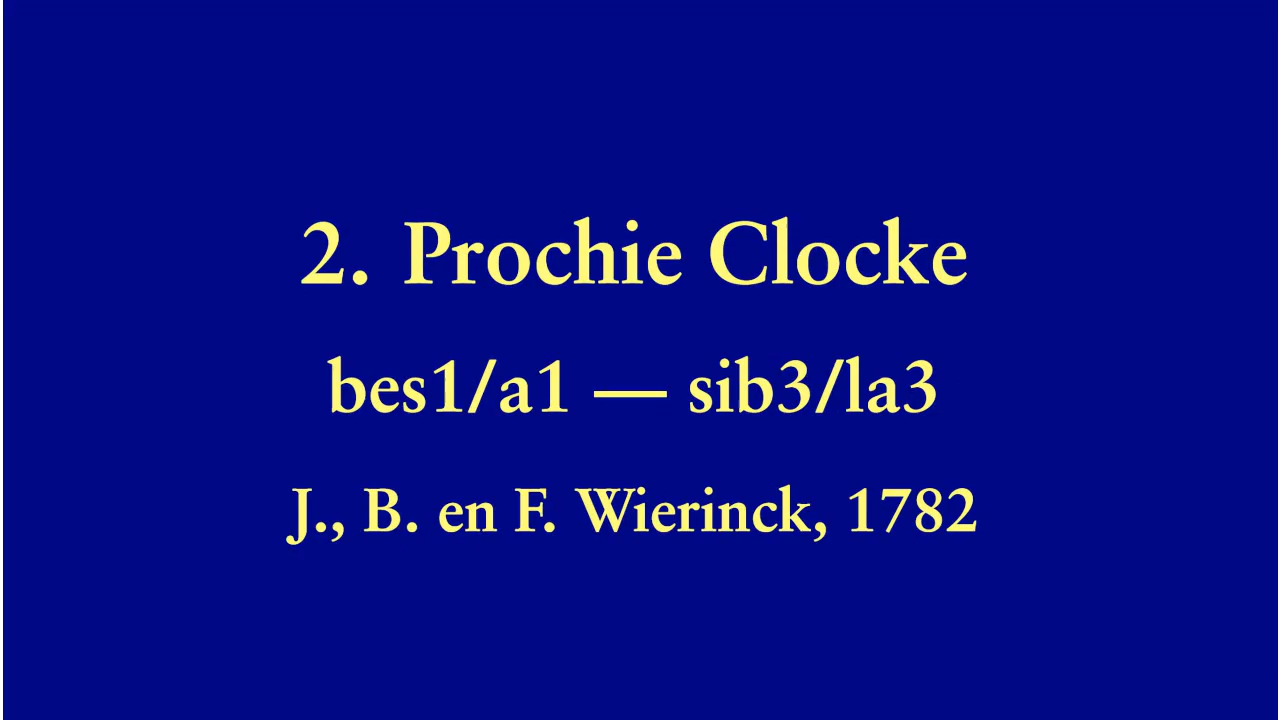 2. Prochie Clocke
bes1/a1 — sib3/la3
J., B. en F. Wierinck, 1782